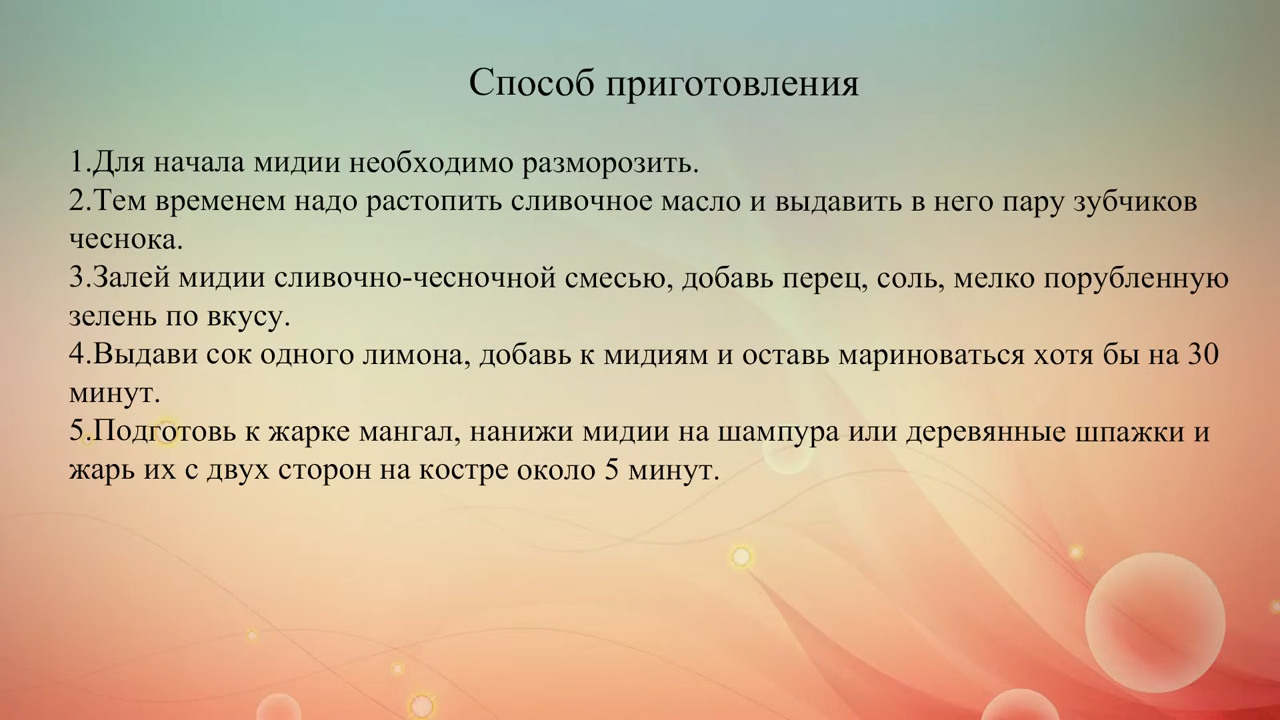 Способ приготовления
1.Для начала мидии необходимо разморозить.
2.Тем временем надо растопить сливочное масло и выдавить в него пару зубчиков
чеснока.
3.Залей мидии сливочно-чесночной смесью, добавь перец, соль, мелко порубленную
зелень по вкусу.
4.Выдави сок одного лимона, добавь к мидиям и оставь мариноваться хотя бы на 30
минут.
5.Подготовь к жарке мангал, нанижи мидии на шампура или деревянные шпажки и
жарь их с двух сторон на костре около 5 минут.